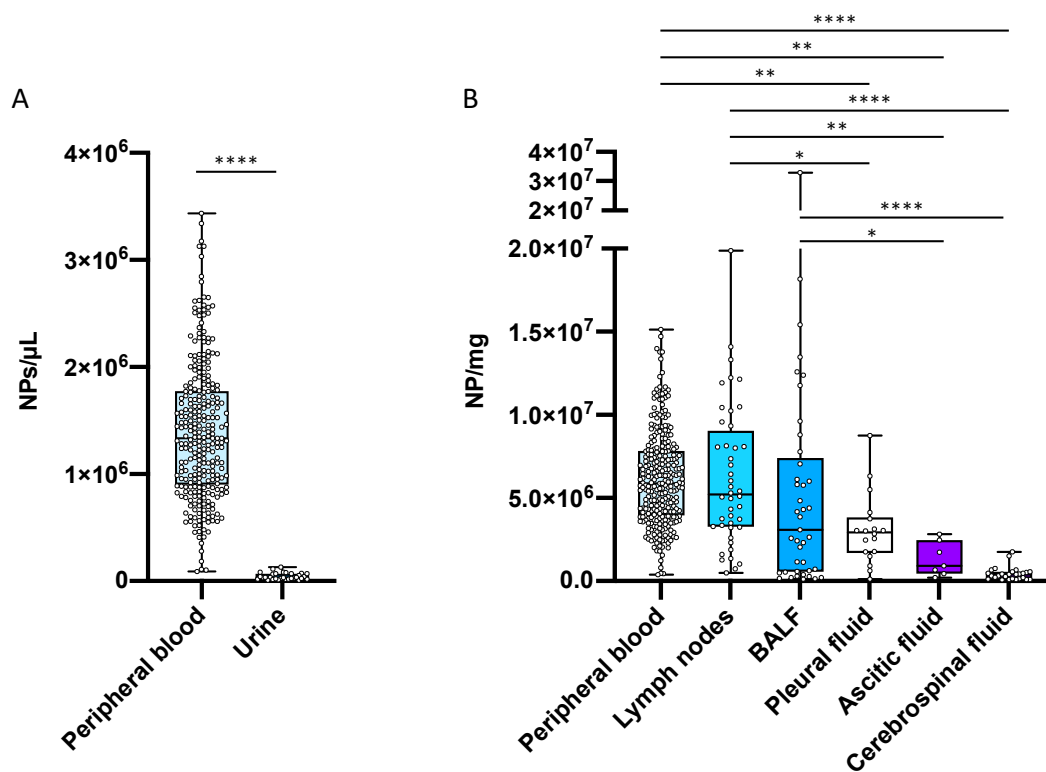 A
B
****
**
**
****
**
*
****
*
****
NPs/µL
4×10⁶
3×10⁶
2×10⁶
1×10⁶
0
Peripheral blood
Urine
NP/mg
4×10⁷
3×10⁷
2×10⁷
2.0×10⁷
1.5×10⁷
1.0×10⁷
5.0×10⁶
0.0
Peripheral blood
Lymph nodes
BALF
Pleural fluid
Ascitic fluid
Cerebrospinal fluid